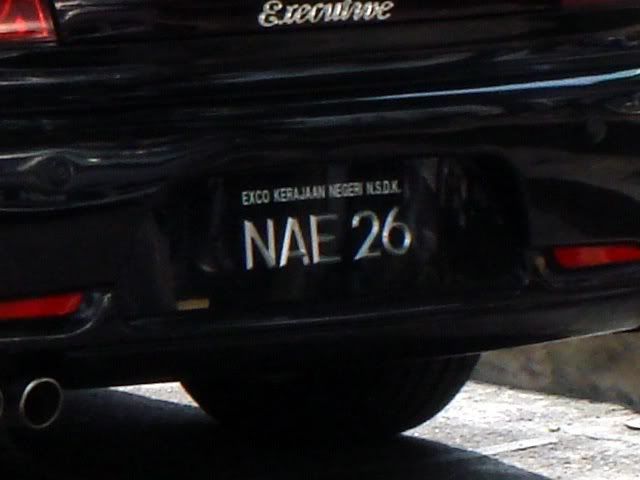 Executive
EXCO KERAJAAN NEGERI N.S.D.K.
NAE 26